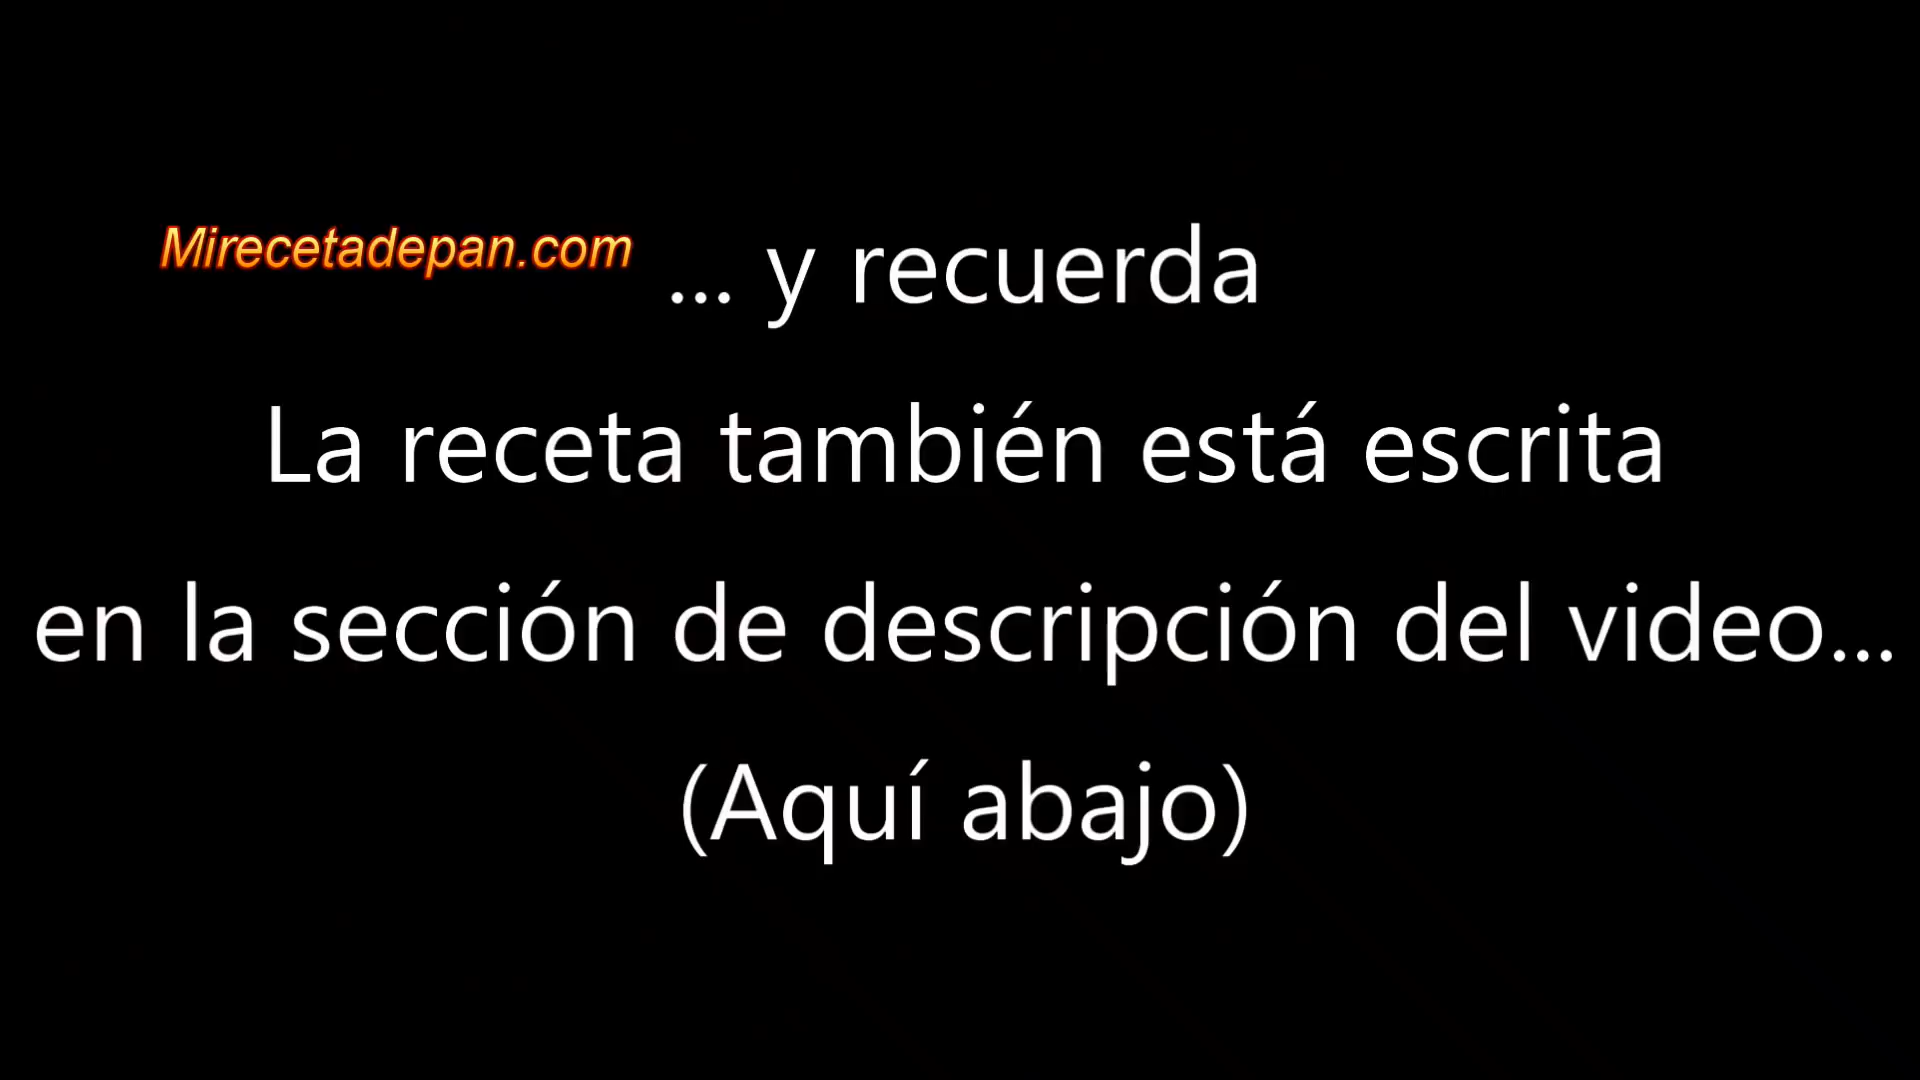 Mirecetadepan.com
... y recuerda
La receta también está escrita
en la sección de descripción del video...
(Aquí abajo)